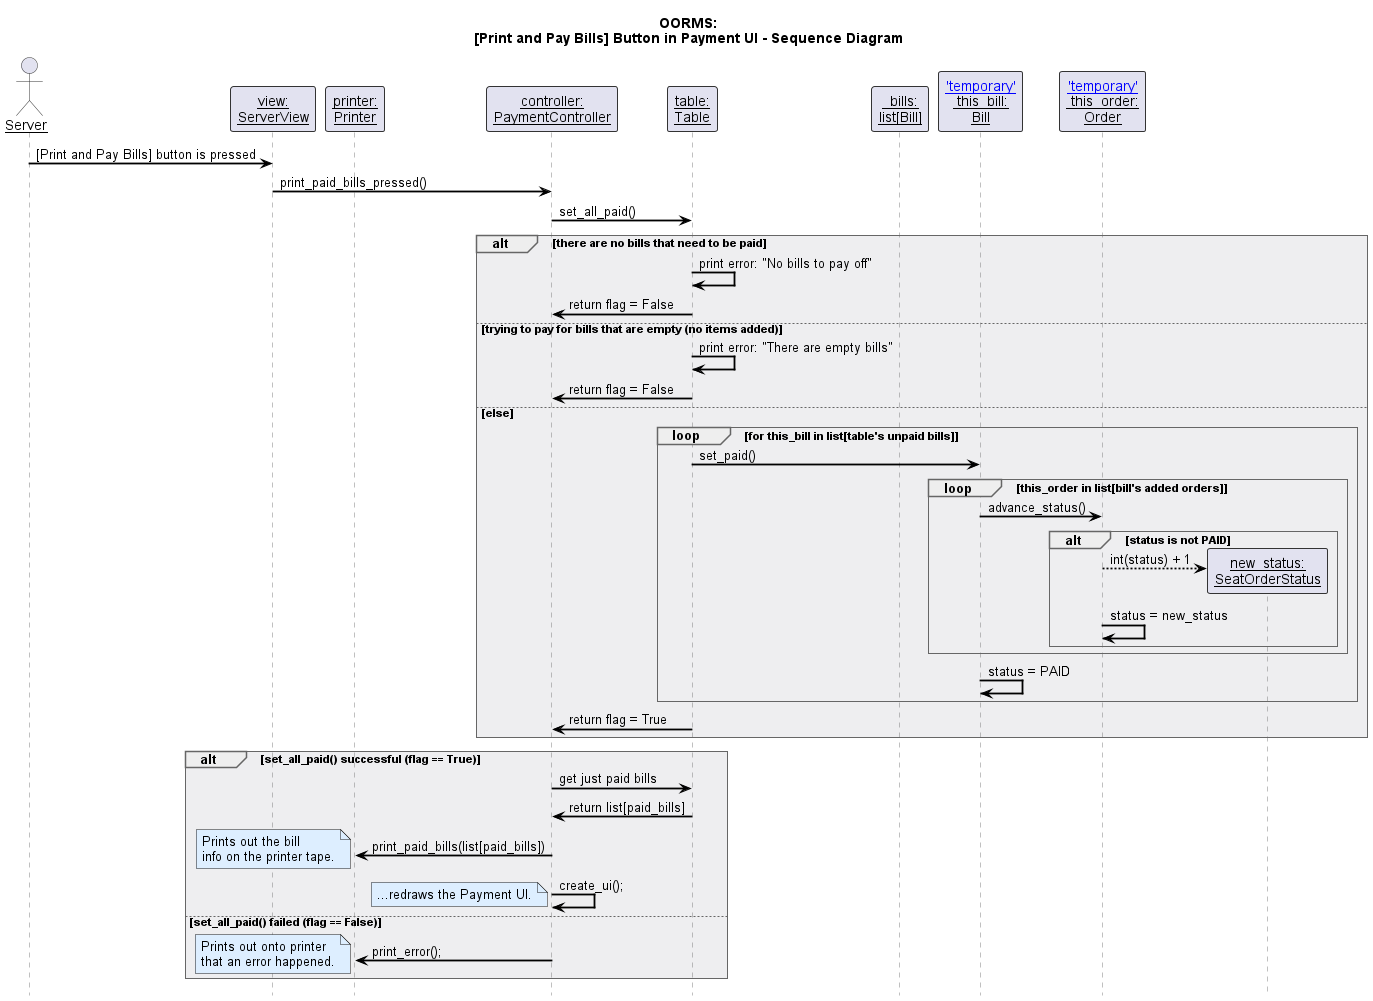 OORMS:
[Print and Pay Bills] Button in Payment UI - Sequence Diagram
Server
view:
ServerView
printer:
Printer
controller:
PaymentController
table:
Table
_bills:
list[Bill]
'temporary'
this_bill:
Bill
'temporary'
this_order:
Order
[Print and Pay Bills] button is pressed
print_paid_bills_pressed()
set_all_paid()
alt [there are no bills that need to be paid]
print error: "No bills to pay off"
return flag = False
[trying to pay for bills that are empty (no items added)]
print error: "There are empty bills"
return flag = False
[else]
loop [for this_bill in list[table's unpaid bills]]
set_paid()
loop [this_order in list[bill's added orders]]
advance_status()
alt [status is not PAID]
int(status) + 1
new_status:
SeatOrderStatus
status = new_status
status = PAID
return flag = True
alt [set_all_paid() successful (flag == True)]
get just paid bills
return list[paid_bills]
Prints out the bill
info on the printer tape.
print_paid_bills(list[paid_bills])
...redraws the Payment UI.
create_ui();
[set_all_paid() failed (flag == False)]
Prints out onto printer
that an error happened.
print_error();